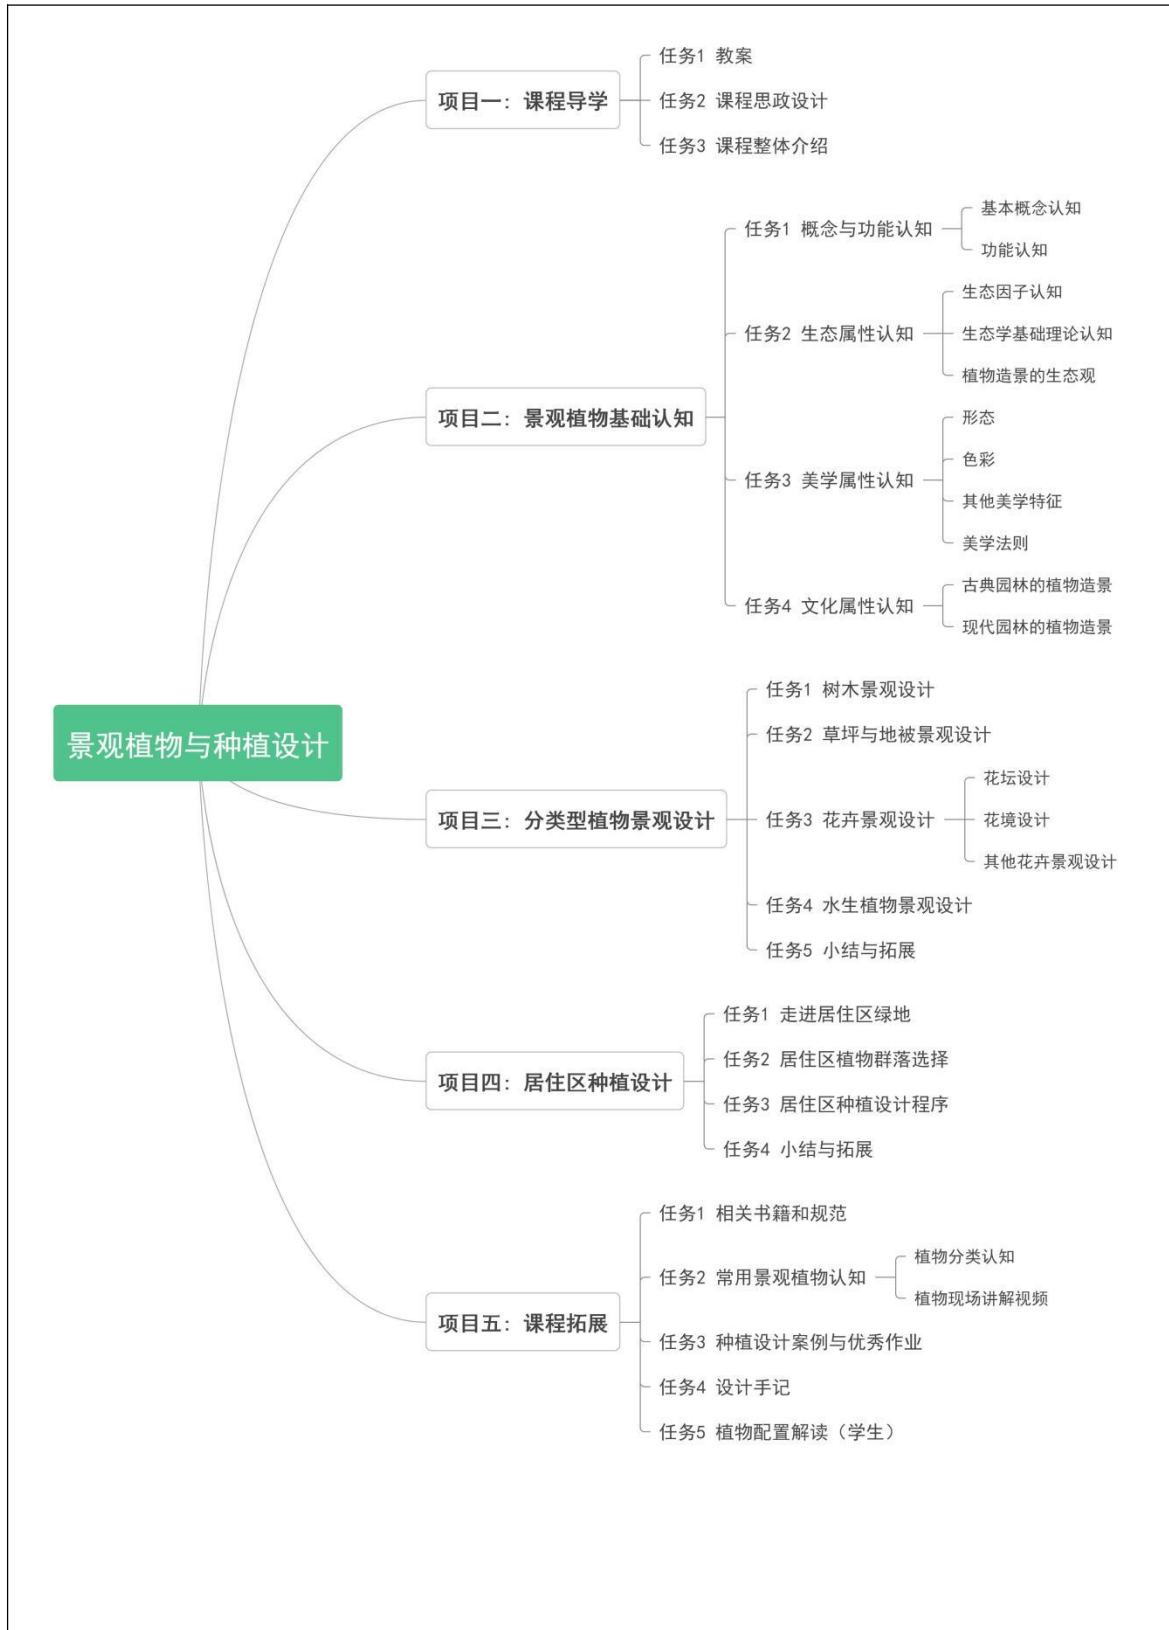 景观植物与种植设计
项目一：课程导学
任务1 教案
任务2 课程思政设计
任务3 课程整体介绍
项目二：景观植物基础认知
任务1 概念与功能认知
基本概念认知
功能认知
任务2 生态属性认知
生态因子认知
生态学基础理论认知
植物造景的生态观
任务3 美学属性认知
形态
色彩
其他美学特征
美学法则
任务4 文化属性认知
古典园林的植物造景
现代园林的植物造景
项目三：分类型植物景观设计
任务1 树木景观设计
任务2 草坪与地被景观设计
任务3 花卉景观设计
花坛设计
花境设计
其他花卉景观设计
任务4 水生植物景观设计
任务5 小结与拓展
项目四：居住区种植设计
任务1 走进居住区绿地
任务2 居住区植物群落选择
任务3 居住区种植设计程序
任务4 小结与拓展
项目五：课程拓展
任务1 相关书籍和规范
任务2 常用景观植物认知
植物分类认知
植物现场讲解视频
任务3 种植设计案例与优秀作业
任务4 设计手记
任务5 植物配置解读（学生）